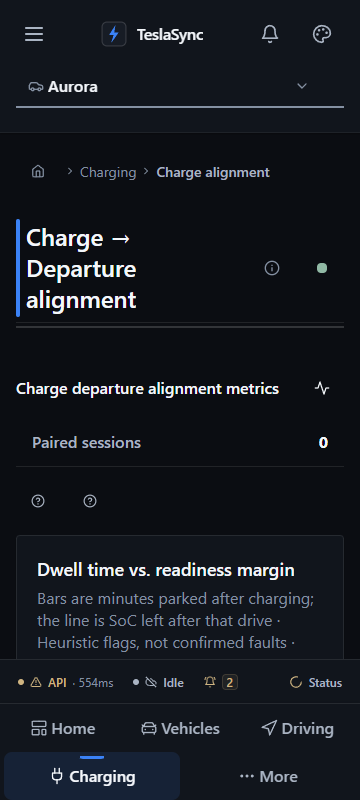 TeslaSync
Aurora
Charging
Charge alignment
Charge →
Departure
alignment
Charge departure alignment metrics
Paired sessions 0
Dwell time vs. readiness margin
Bars are minutes parked after charging;
the line is SoC left after that drive ·
Heuristic flags, not confirmed faults ·
API · 554ms Idle 2 Status
Home Vehicles Driving
Charging More